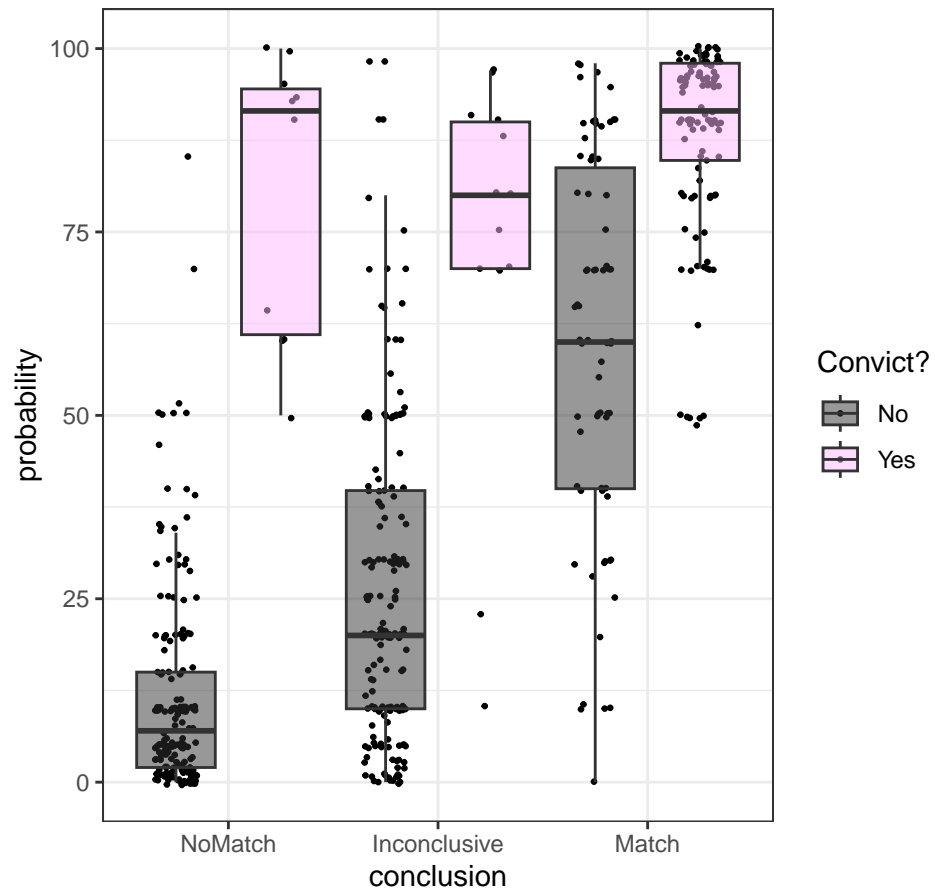 100
75
50
25
0
probability
NoMatch
Inconclusive
Match
conclusion
Convict?
No
Yes